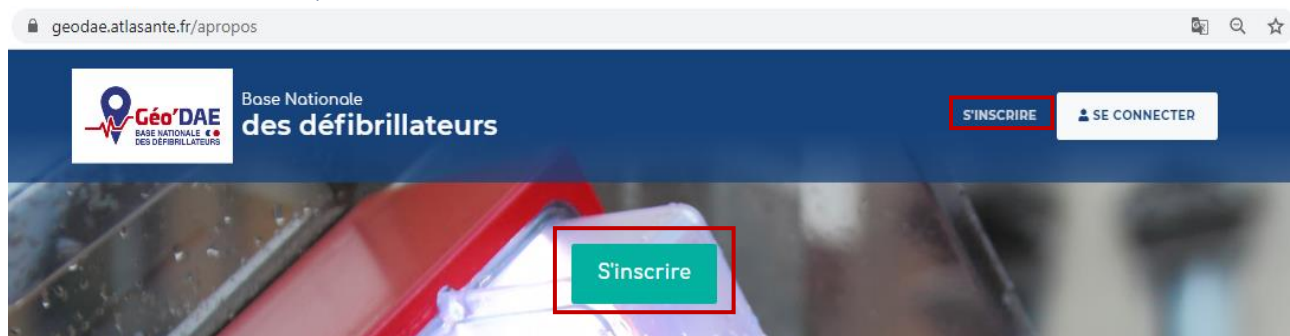 geodae.atlasante.fr/apropos
Géo'DAE
BASE NATIONALE
DES DÉFIBRILLATEURS
Base Nationale
des défibrillateurs
S'INSCRIRE
SE CONNECTER
S'inscrire